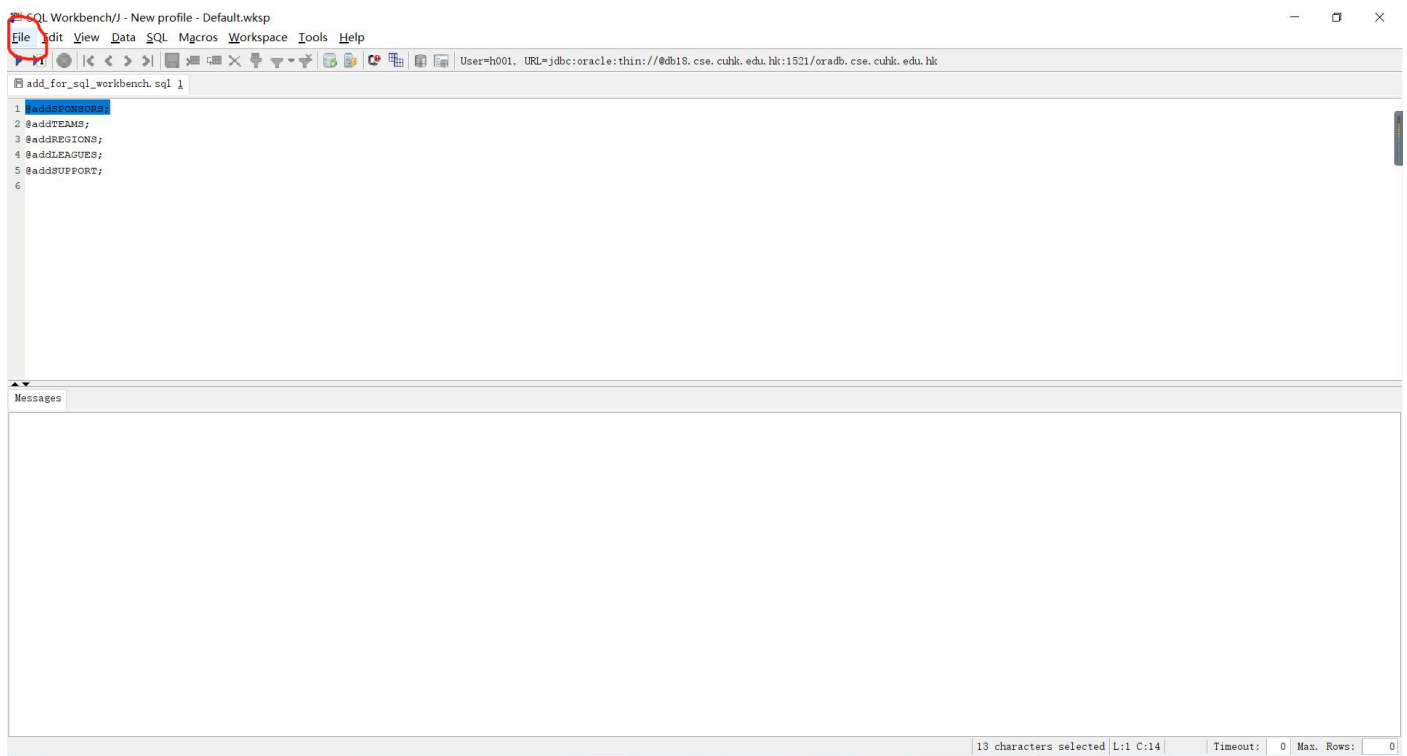 SQL Workbench/J - New profile - Default.wksp
File Edit View Data SQL Macros Workspace Tools Help
User=h001, URL=jdbc:oracle:thin://@db18.cse.cuhk.edu.hk:1521/oradb.cse.cuhk.edu.hk
add_for_sql_workbench.sql 1
1 @addSPONSORS;
2 @addTEAMS;
3 @addREGIONS;
4 @addLEAGUES;
5 @addSUPPORT;
6
Messages
13 characters selected L:1 C:14 Timeout: 0 Max. Rows: 0